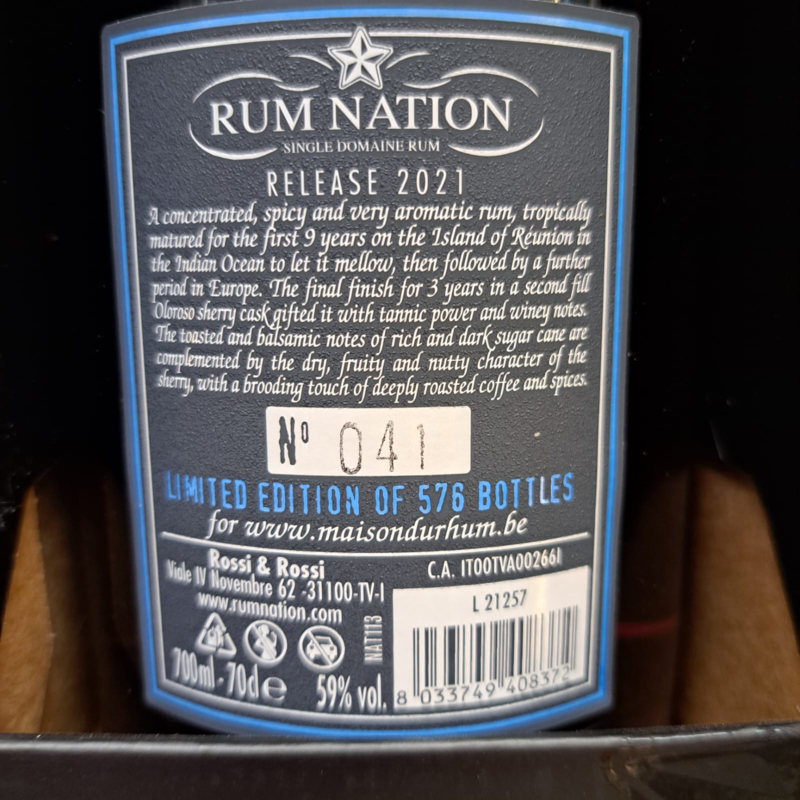 RUM NATION
SINGLE DOMAINE RUM
RELEASE 2021
A concentrated, spicy and very aromatic rum, tropically
matured for the first 9 years on the Island of Réunion in
the Indian Ocean to let it mellow, then followed by a further
period in Europe. The final finish for 3 years in a second fill
Oloroso sherry cask gifted it with tannic power and winey notes.
The toasted and balsamic notes of rich and dark sugar cane are
complemented by the dry, fruity and nutty character of the
sherry, with a brooding touch of deeply roasted coffee and spices.
Nº 041
LIMITED EDITION OF 576 BOTTLES
for www.maisondurhum.be
Rossi & Rossi
Viale IV Novembre 62 -31100-TV-I
www.rumnation.com
C.A. IT00TVA00266I
L 21257
NAT113
700ml - 70cl e
59% vol.
8 033749 408372